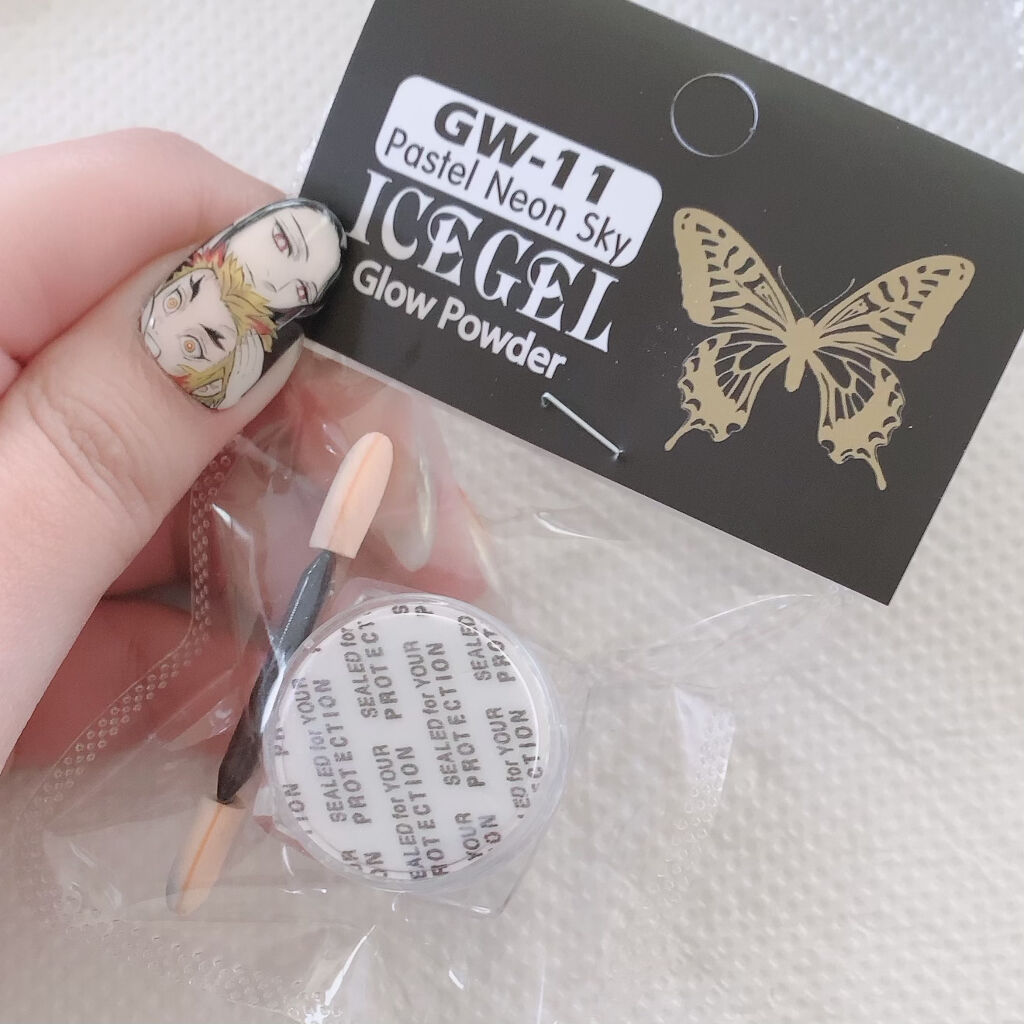 GW-11
Pastel Neon Sky
ICEGEL
Glow Powder
SEALED for YOUR
PROTECTION
SEALED for YOUR
PROTECTION
SEALED for YOUR
PROTECTION